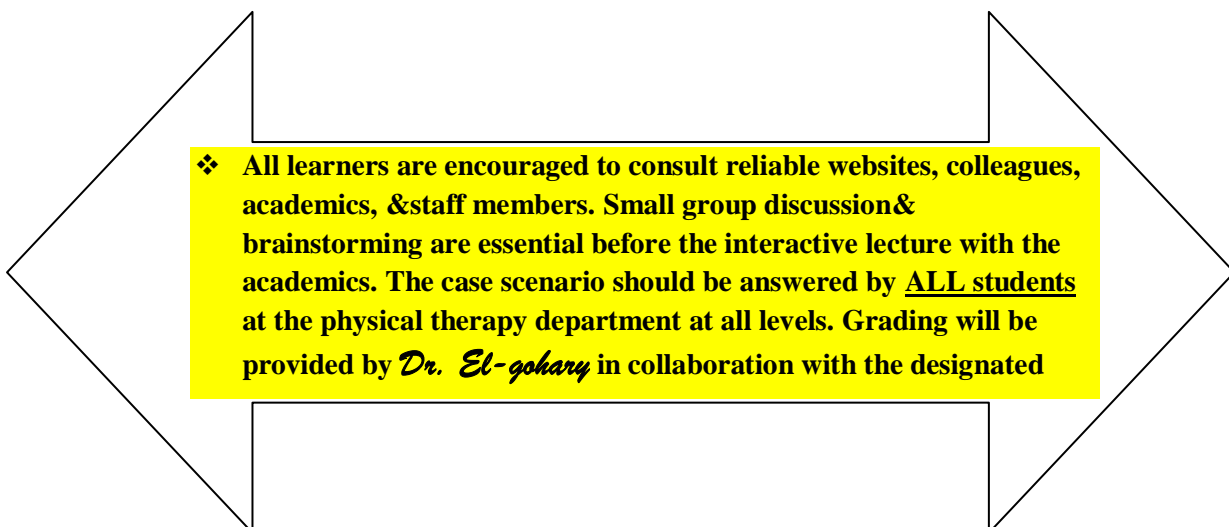 ❖ All learners are encouraged to consult reliable websites, colleagues,
academics, &staff members. Small group discussion&
brainstorming are essential before the interactive lecture with the
academics. The case scenario should be answered by ALL students
at the physical therapy department at all levels. Grading will be
provided by Dr. El-gohary in collaboration with the designated